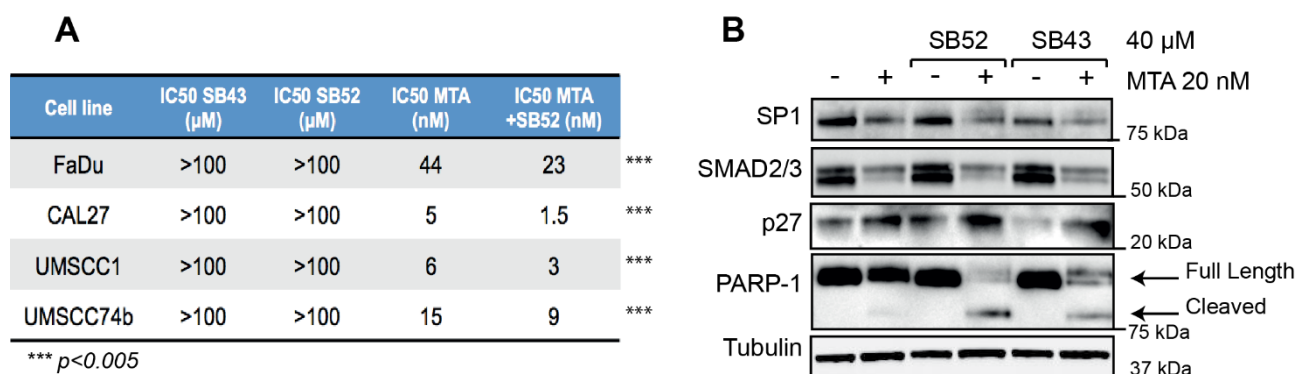 A
Cell line IC50 SB43 (µM) IC50 SB52 (µM) IC50 MTA (nM) IC50 MTA +SB52 (nM)
FaDu >100 >100 44 23 ***
CAL27 >100 >100 5 1.5 ***
UMSCC1 >100 >100 6 3 ***
UMSCC74b >100 >100 15 9 ***
*** p<0.005
B
SB52 SB43 40 µM
- + - + - + MTA 20 nM
SP1
75 kDa
SMAD2/3
50 kDa
p27
20 kDa
PARP-1
Full Length
Cleaved
75 kDa
Tubulin
37 kDa